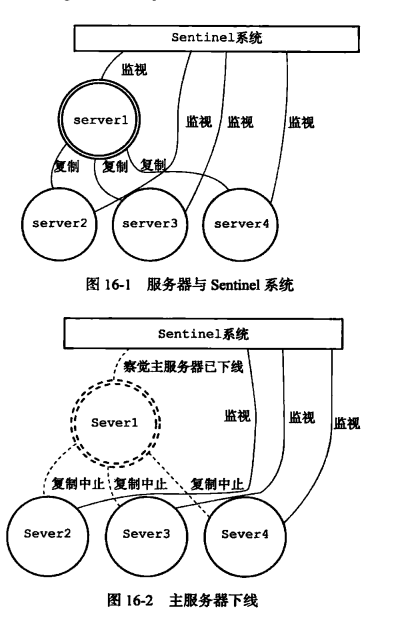 Sentinel系统
监视
server1
监视
监视
监视
复制
复制
复制
server2
server3
server4
图 16-1 服务器与 Sentinel 系统
Sentinel系统
察觉主服务器已下线
Sever1
监视
监视
监视
复制中止
复制中止
复制中止
Sever2
Sever3
Sever4
图 16-2 主服务器下线